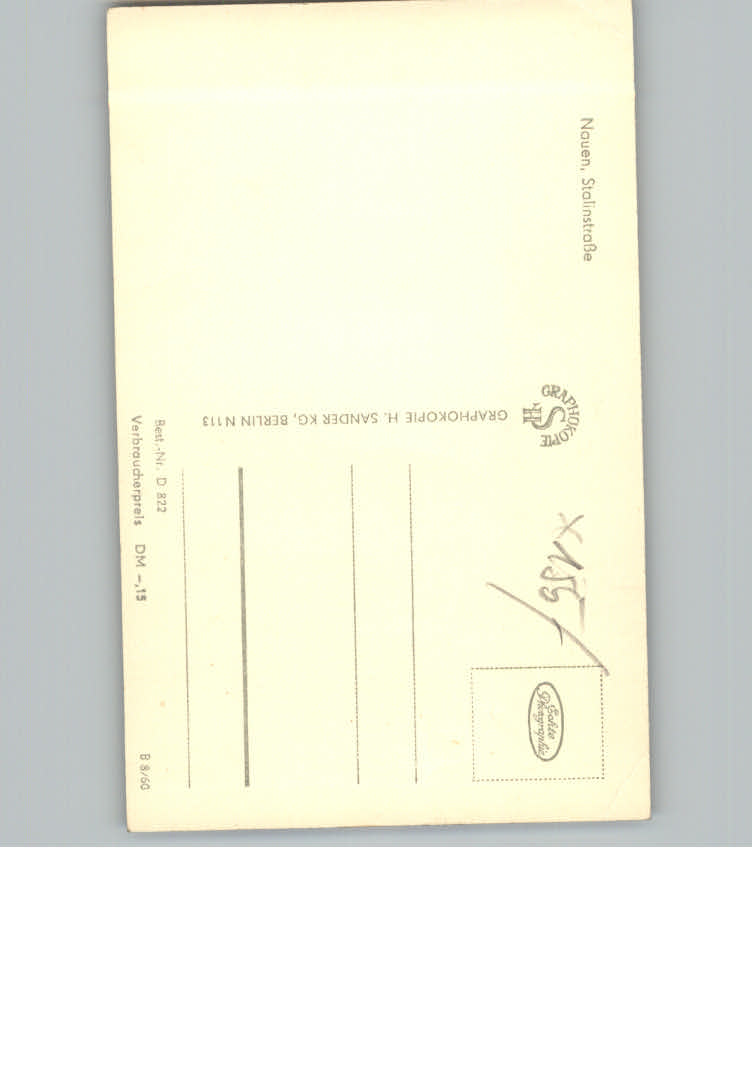 Nauen, Stalinstraße
GRAPHOKOPIE
H S
GRAPHOKOPIE H. SANDER KG, BERLIN N 113
Echte
Photographie
Best.-Nr. D 822
Verbraucherpreis DM -,15
B 8/60